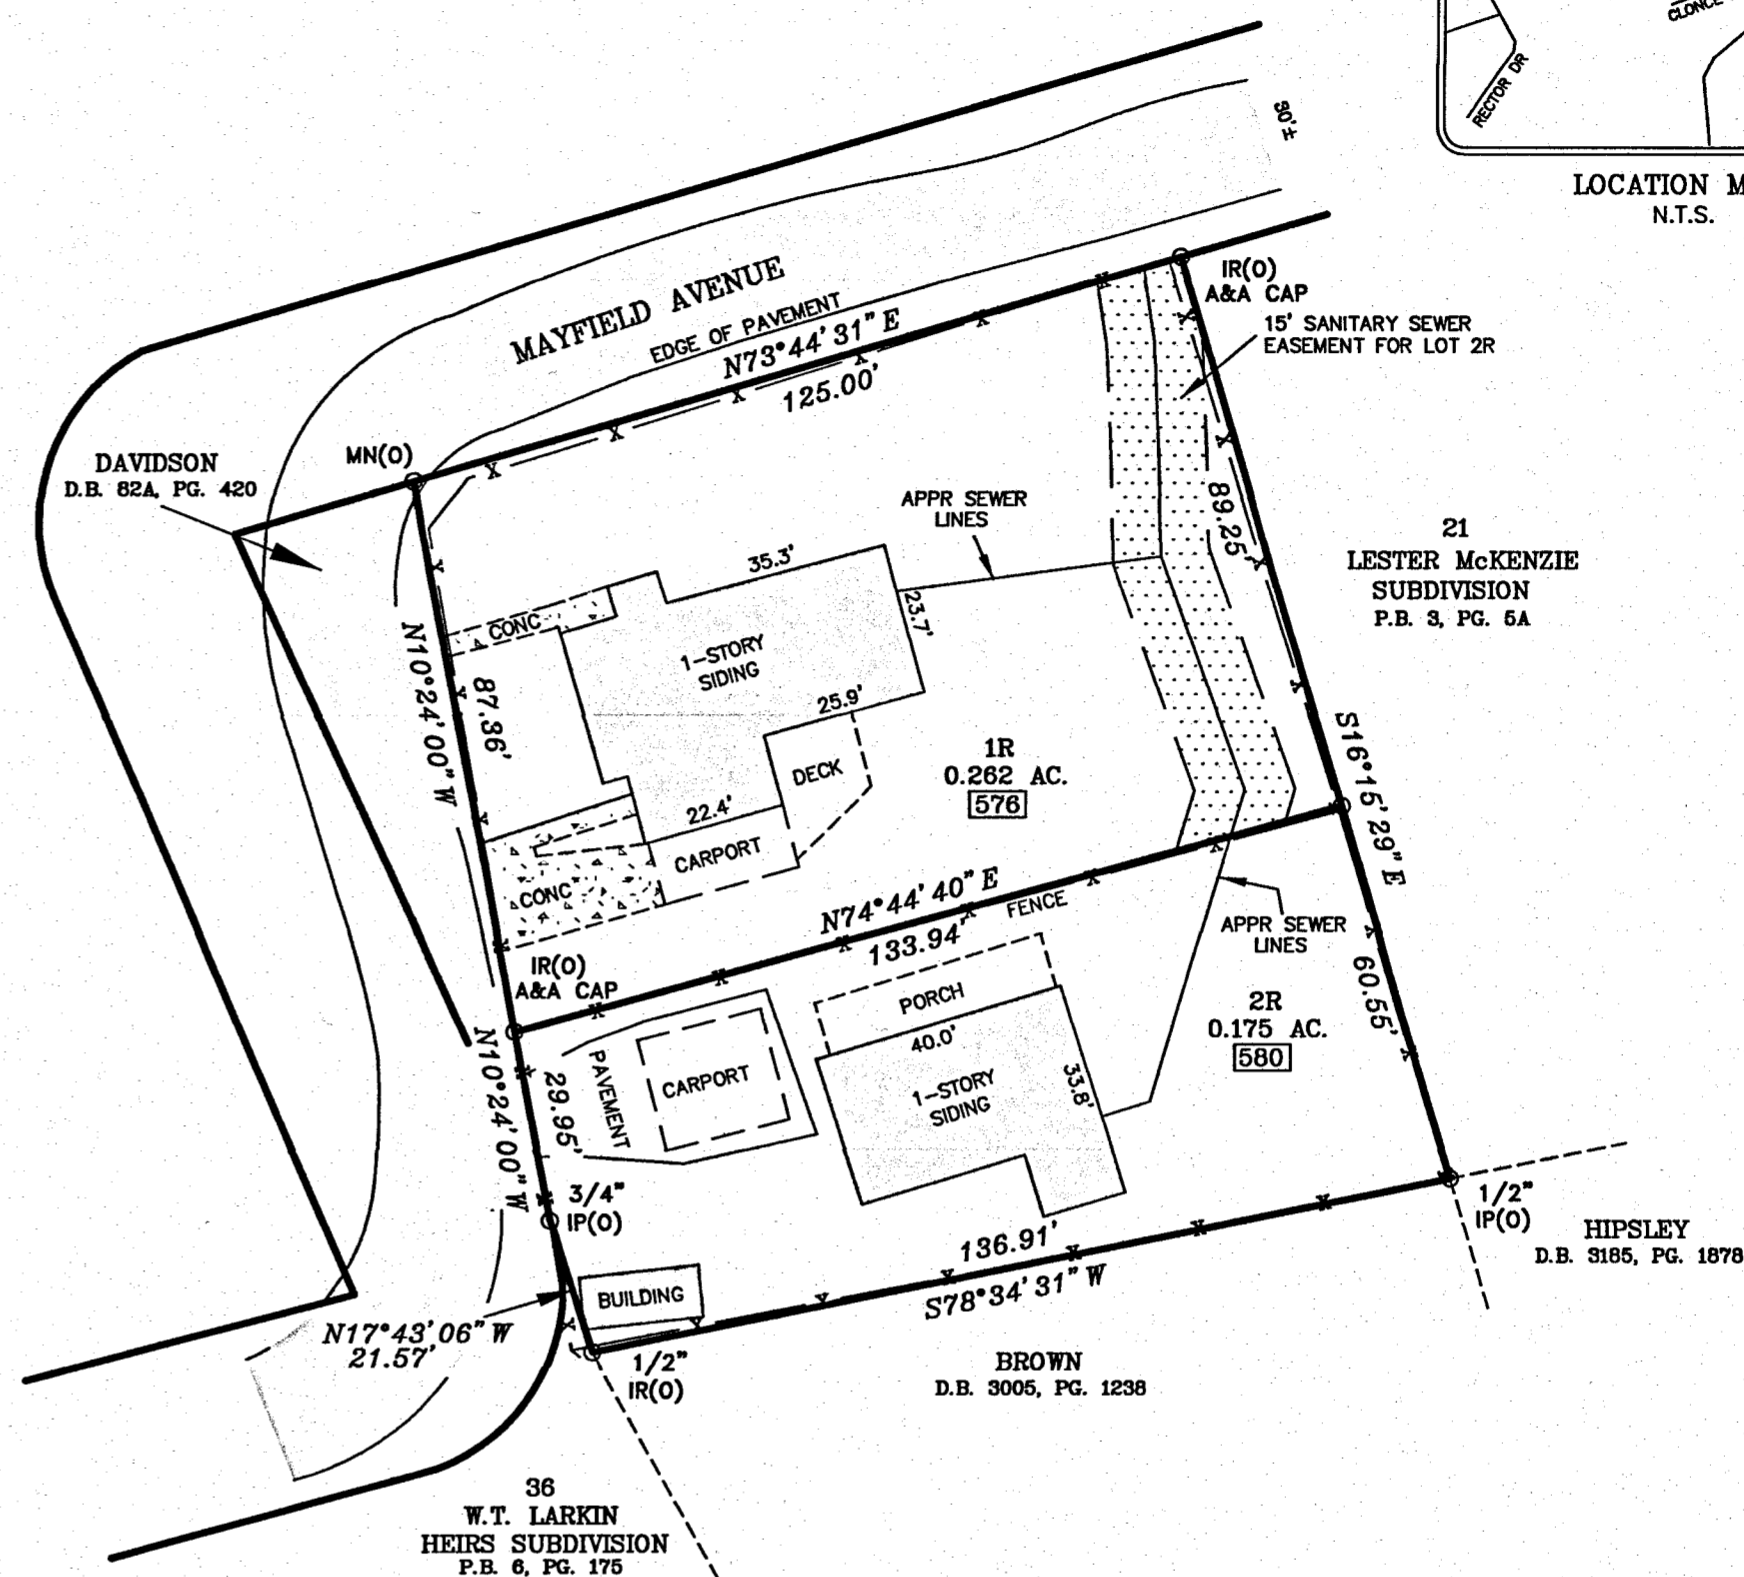 CLONCE
RECTOR DR
LOCATION M
N.T.S.
30'±
MAYFIELD AVENUE
EDGE OF PAVEMENT
N73°44'31"E
125.00'
IR(O)
A&A CAP
15' SANITARY SEWER
EASEMENT FOR LOT 2R
MN(O)
DAVIDSON
D.B. 82A, PG. 420
APPR SEWER
LINES
89.25'
21
LESTER McKENZIE
SUBDIVISION
P.B. 3, PG. 5A
35.3'
23.7'
CONC
1-STORY
SIDING
25.9'
N10°24'00"W
87.36'
DECK
22.4'
CARPORT
CONC
1R
0.262 AC.
576
S16°15'29"E
N74°44'40"E
FENCE
133.94'
IR(O)
A&A CAP
APPR SEWER
LINES
60.55'
PORCH
40.0'
33.8'
1-STORY
SIDING
2R
0.175 AC.
580
PAVEMENT
CARPORT
N10°24'00"W
29.95'
3/4"
IP(O)
136.91'
S78°34'31"W
1/2"
IP(O)
HIPSLEY
D.B. 3185, PG. 1878
BUILDING
N17°43'06"W
21.57'
1/2"
IR(O)
BROWN
D.B. 3005, PG. 1238
36
W.T. LARKIN
HEIRS SUBDIVISION
P.B. 6, PG. 175